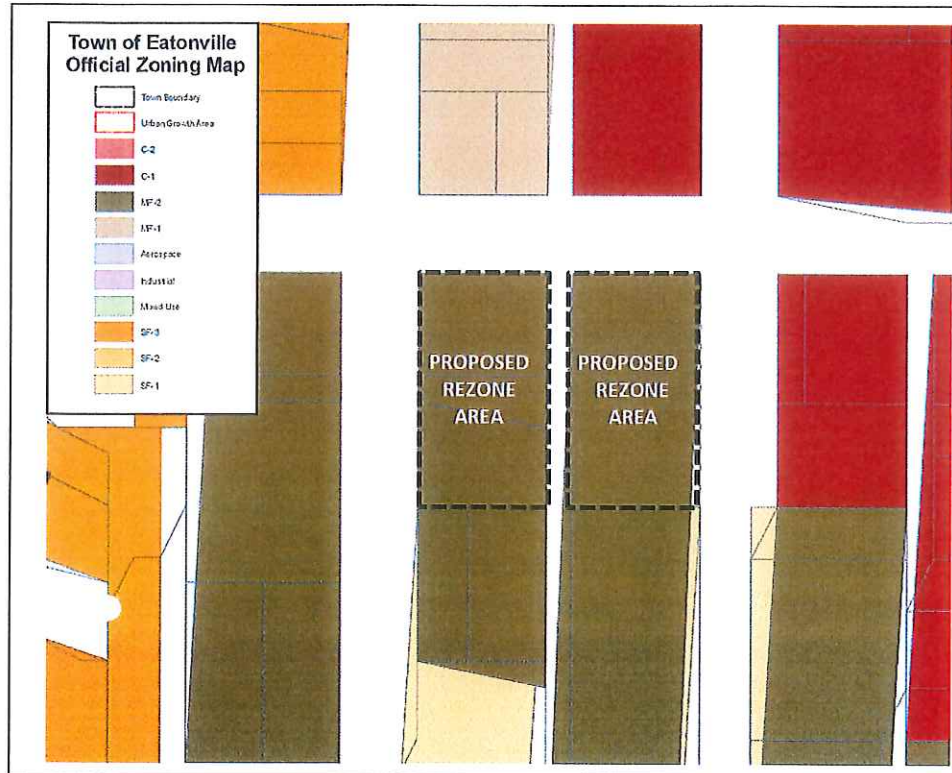 Town of Eatonville
Official Zoning Map
Town Boundary
Urban Growth Area
C-2
C-1
MF-2
MF-1
Aerospace
Industrial
Mixed Use
SF-3
SF-2
SF-1
PROPOSED
REZONE
AREA
PROPOSED
REZONE
AREA